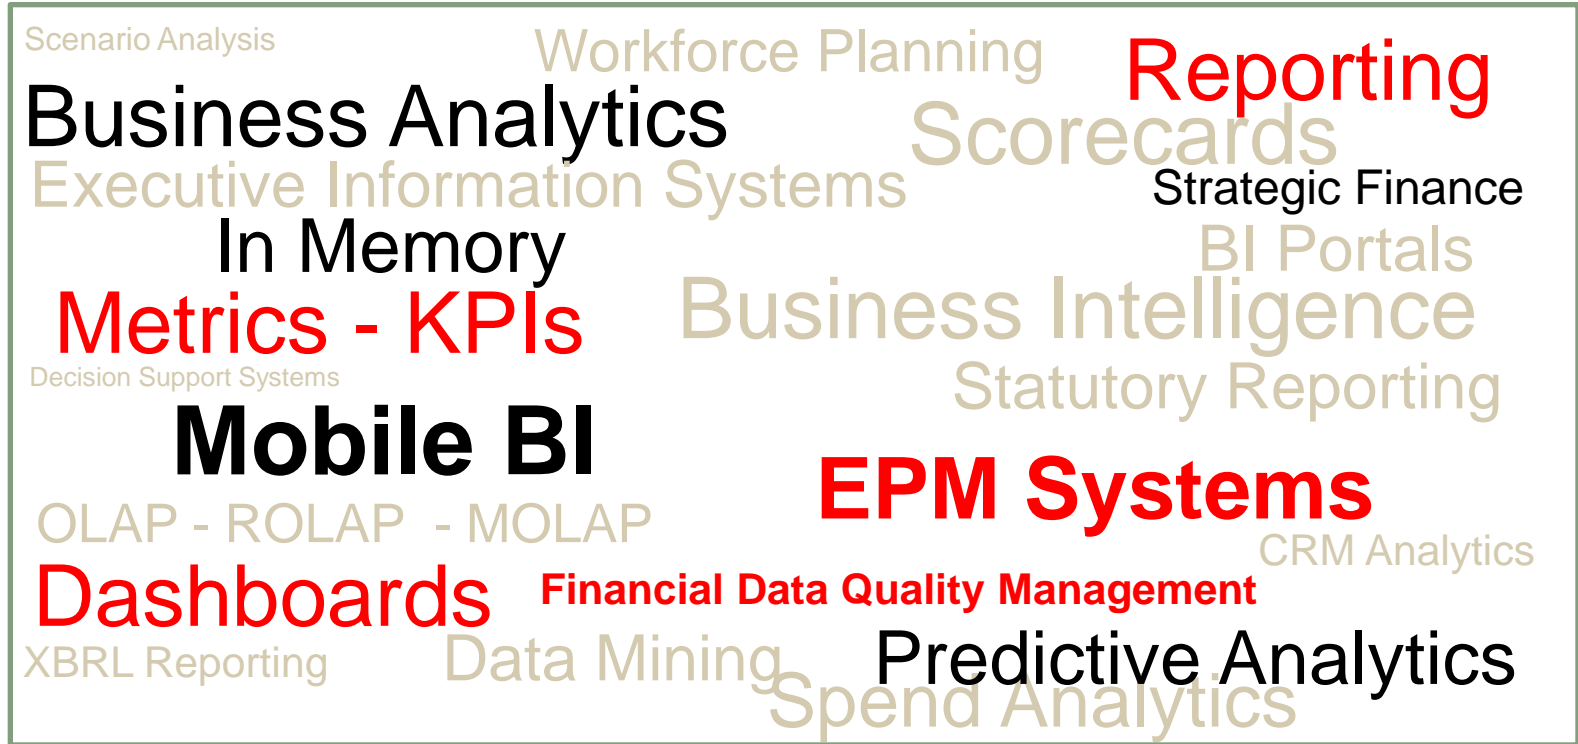 Scenario Analysis
Workforce Planning
Reporting
Business Analytics
Scorecards
Executive Information Systems
Strategic Finance
In Memory
BI Portals
Metrics - KPIs
Business Intelligence
Decision Support Systems
Statutory Reporting
Mobile BI
EPM Systems
OLAP - ROLAP - MOLAP
CRM Analytics
Dashboards
Financial Data Quality Management
XBRL Reporting
Data Mining
Predictive Analytics
Spend Analytics